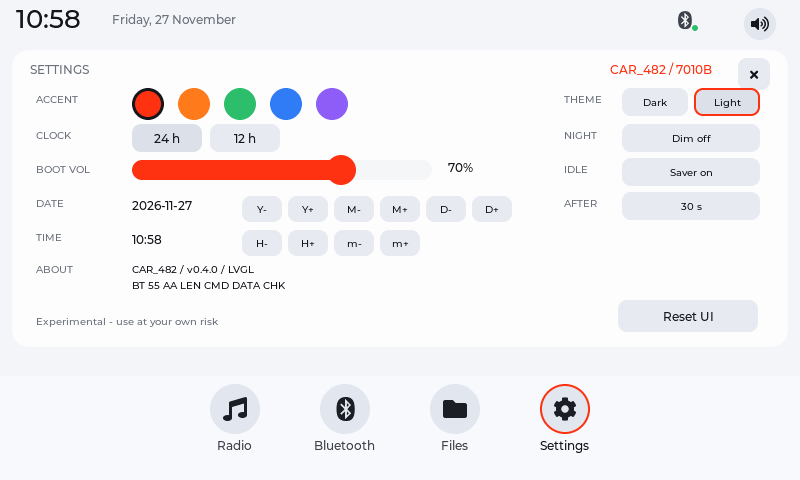 10:58
Friday, 27 November
SETTINGS
CAR_482 / 7010B
ACCENT
THEME
Dark
Light
CLOCK
24 h
12 h
NIGHT
Dim off
BOOT VOL
70%
IDLE
Saver on
DATE
2026-11-27
Y-
Y+
M-
M+
D-
D+
AFTER
30 s
TIME
10:58
H-
H+
m-
m+
ABOUT
CAR_482 / v0.4.0 / LVGL
BT 55 AA LEN CMD DATA CHK
Experimental - use at your own risk
Reset UI
Radio
Bluetooth
Files
Settings